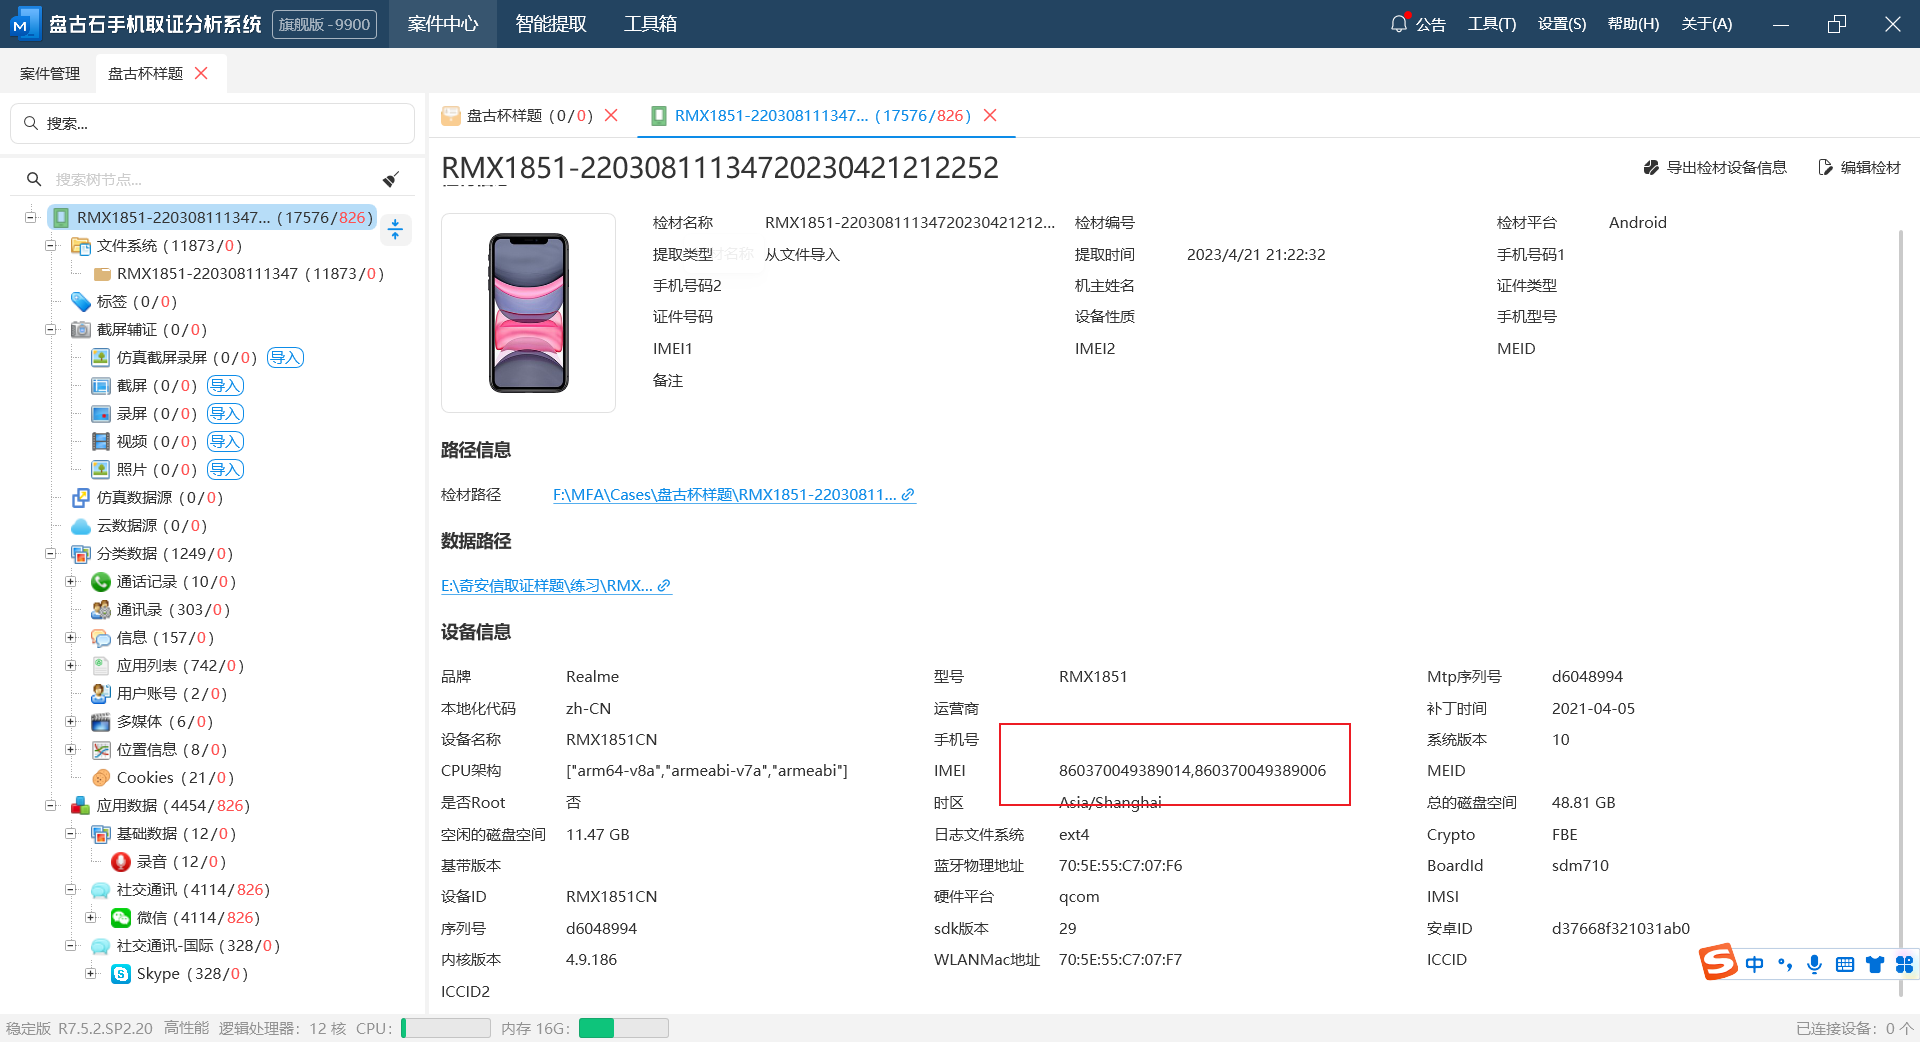 盘古石手机取证分析系统 旗舰版 - 9900 案件中心 智能提取 工具箱 公告 工具(T) 设置(S) 帮助(H) 关于(A)
案件管理 盘古杯样题
搜索...
搜索树节点...
RMX1851-220308111347... (17576/826)
文件系统 (11873/0)
RMX1851-220308111347 (11873/0)
标签 (0/0)
截屏辅证 (0/0)
仿真截屏录屏 (0/0) 导入
截屏 (0/0) 导入
录屏 (0/0) 导入
视频 (0/0) 导入
照片 (0/0) 导入
仿真数据源 (0/0)
云数据源 (0/0)
分类数据 (1249/0)
通话记录 (10/0)
通讯录 (303/0)
信息 (157/0)
应用列表 (742/0)
用户账号 (2/0)
多媒体 (6/0)
位置信息 (8/0)
Cookies (21/0)
应用数据 (4454/826)
基础数据 (12/0)
录音 (12/0)
社交通讯 (4114/826)
微信 (4114/826)
社交通讯-国际 (328/0)
Skype (328/0)
盘古杯样题 (0/0) RMX1851-220308111347... (17576/826)
RMX1851-22030811134720230421212252 导出检材设备信息 编辑检材
检材名称 RMX1851-22030811134720230421212... 检材编号 检材平台 Android
提取类型 从文件导入 提取时间 2023/4/21 21:22:32 手机号码1
手机号码2 机主姓名 证件类型
证件号码 设备性质 手机型号
IMEI1 IMEI2 MEID
备注
路径信息
检材路径 F:\MFA\Cases\盘古杯样题\RMX1851-22030811...
数据路径
E:\奇安信取证样题\练习\RMX...
设备信息
品牌 Realme 型号 RMX1851 Mtp序列号 d6048994
本地化代码 zh-CN 运营商 补丁时间 2021-04-05
设备名称 RMX1851CN 手机号 系统版本 10
CPU架构 ["arm64-v8a","armeabi-v7a","armeabi"] IMEI 860370049389014,860370049389006 MEID
是否Root 否 时区 Asia/Shanghai 总的磁盘空间 48.81 GB
空闲的磁盘空间 11.47 GB 日志文件系统 ext4 Crypto FBE
基带版本 蓝牙物理地址 70:5E:55:C7:07:F6 BoardId sdm710
设备ID RMX1851CN 硬件平台 qcom IMSI
序列号 d6048994 sdk版本 29 安卓ID d37668f321031ab0
内核版本 4.9.186 WLANMac地址 70:5E:55:C7:07:F7 ICCID
ICCID2
中
稳定版 R7.5.2.SP2.20 高性能 逻辑处理器: 12 核 CPU: 内存 16G: 已连接设备: 0 个